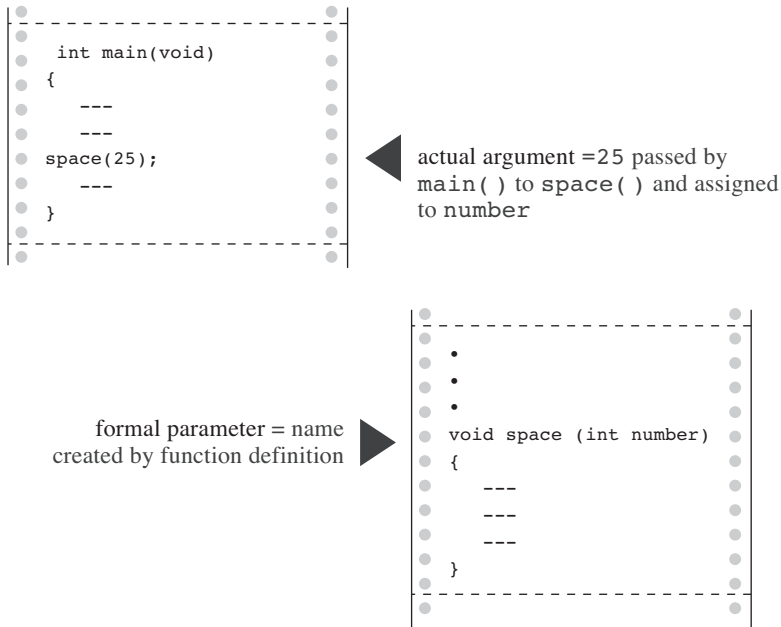 int main(void)
{
---
---
space(25);
---
}
actual argument =25 passed by
main() to space() and assigned
to number
formal parameter = name
created by function definition
•
•
•
void space (int number)
{
---
---
---
}